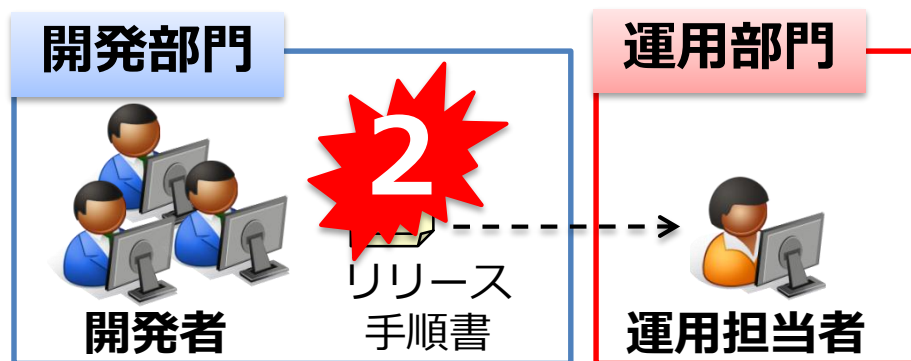 開発部門
運用部門
2
リリース
手順書
開発者
運用担当者